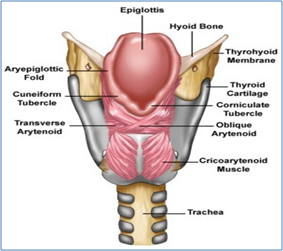 Epiglottis
Hyoid Bone
Thyrohyoid
Membrane
Aryepiglottic
Fold
Thyroid
Cartilage
Cuneiform
Tubercle
Corniculate
Tubercle
Transverse
Arytenoid
Oblique
Arytenoid
Cricoarytenoid
Muscle
Trachea